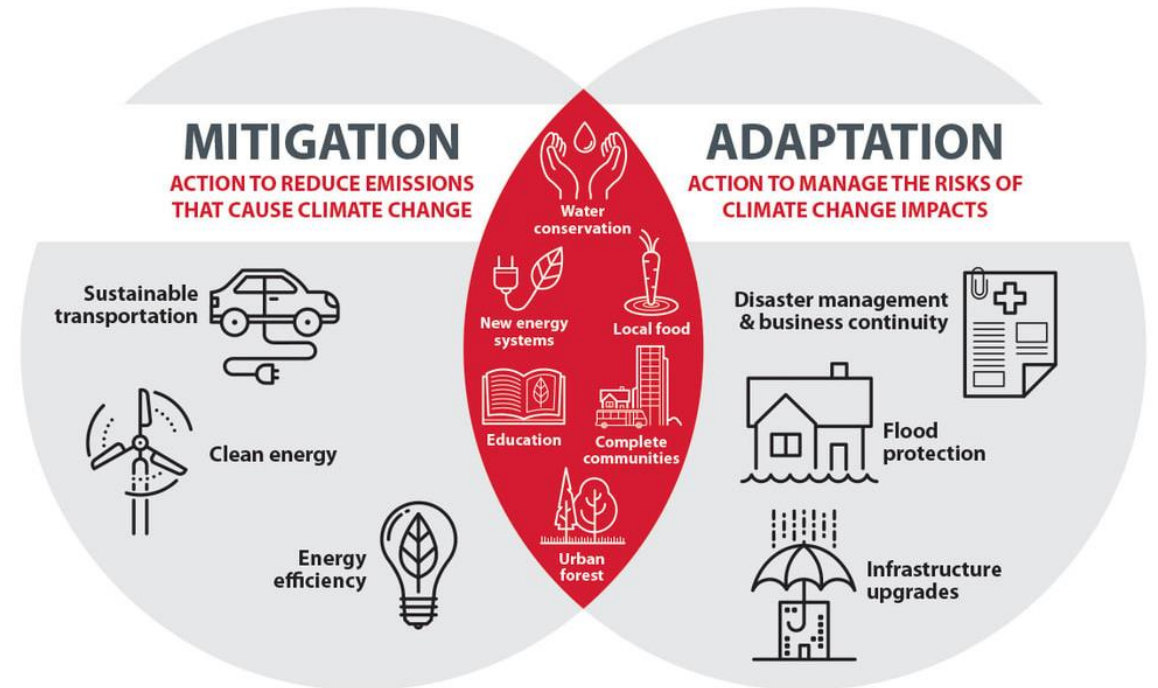 MITIGATION
ACTION TO REDUCE EMISSIONS
THAT CAUSE CLIMATE CHANGE
Sustainable
transportation
Clean energy
Energy
efficiency
Water
conservation
New energy
systems
Local food
Education
Complete
communities
Urban
forest
ADAPTATION
ACTION TO MANAGE THE RISKS OF
CLIMATE CHANGE IMPACTS
Disaster management
& business continuity
Flood
protection
Infrastructure
upgrades